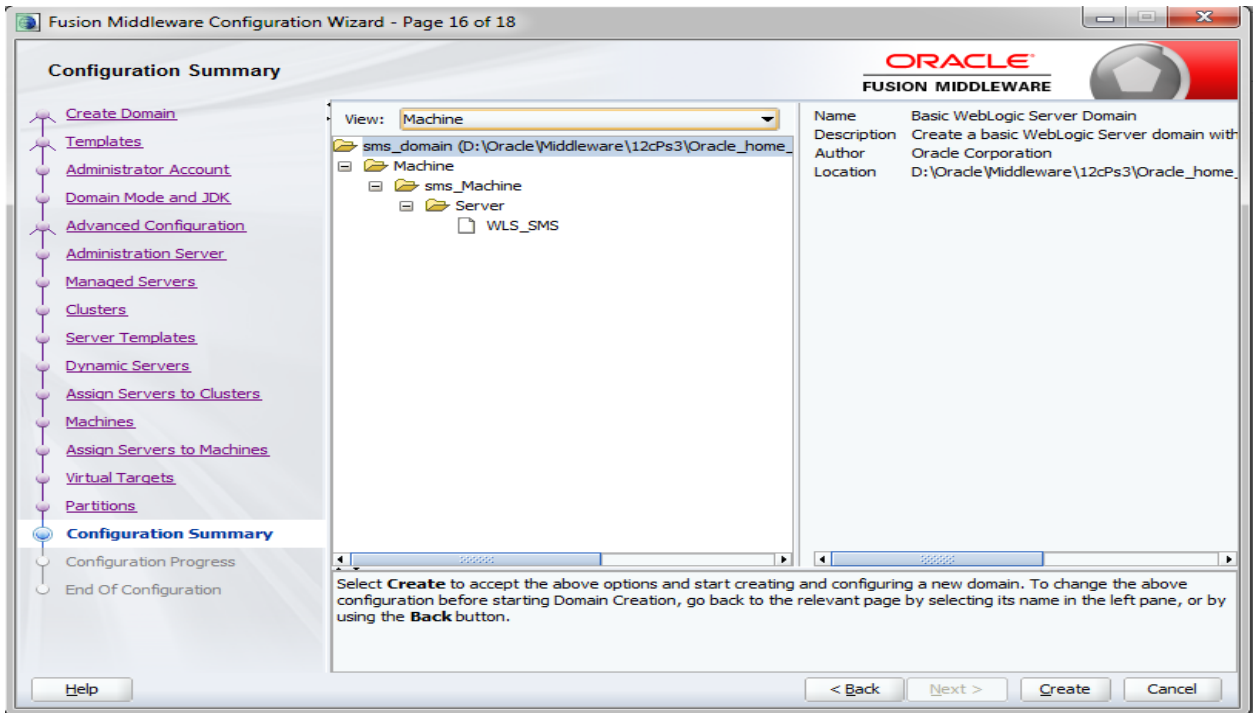 Fusion Middleware Configuration Wizard - Page 16 of 18
Configuration Summary
ORACLE
FUSION MIDDLEWARE
Create Domain
Templates
Administrator Account
Domain Mode and JDK
Advanced Configuration
Administration Server
Managed Servers
Clusters
Server Templates
Dynamic Servers
Assign Servers to Clusters
Machines
Assign Servers to Machines
Virtual Targets
Partitions
Configuration Summary
Configuration Progress
End Of Configuration
View: Machine
sms_domain (D:\Oracle\Middleware\12cPs3\Oracle_home_
Machine
sms_Machine
Server
WLS_SMS
Name Basic WebLogic Server Domain
Description Create a basic WebLogic Server domain with
Author Oracle Corporation
Location D:\Oracle\Middleware\12cPs3\Oracle_home_
Select Create to accept the above options and start creating and configuring a new domain. To change the above
configuration before starting Domain Creation, go back to the relevant page by selecting its name in the left pane, or by
using the Back button.
Help
< Back
Next >
Create
Cancel